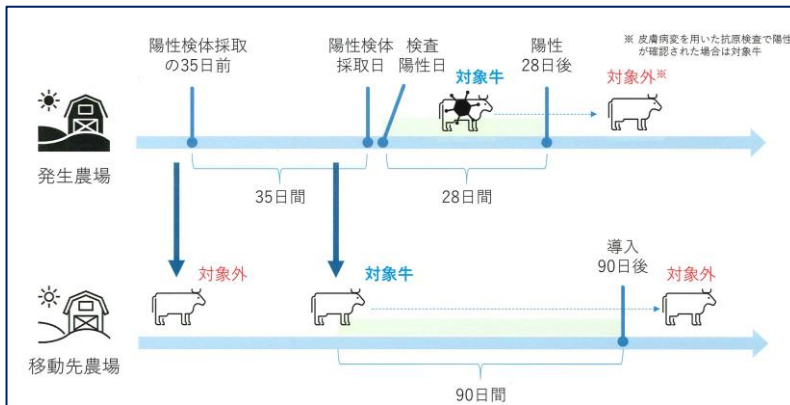 陽性検体採取
の35日前
陽性検体
採取日
検査
陽性日
対象牛
陽性
28日後
※ 皮膚病変を用いた抗原検査で陽性
が確認された場合は対象牛
対象外※
発生農場
35日間
28日間
対象外
対象牛
導入
90日後
対象外
移動先農場
90日間